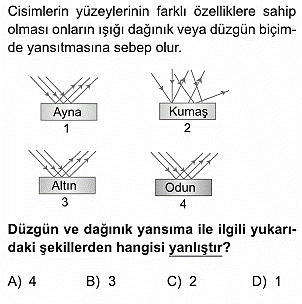 Cisimlerin yüzeylerinin farklı özelliklere sahip
olması onların ışığı dağınık veya düzgün biçim-
de yansıtmasına sebep olur.
Ayna
1
Kumaş
2
Altın
3
Odun
4
Düzgün ve dağınık yansıma ile ilgili yukarı-
daki şekillerden hangisi yanlıştır?
A) 4 B) 3 C) 2 D) 1